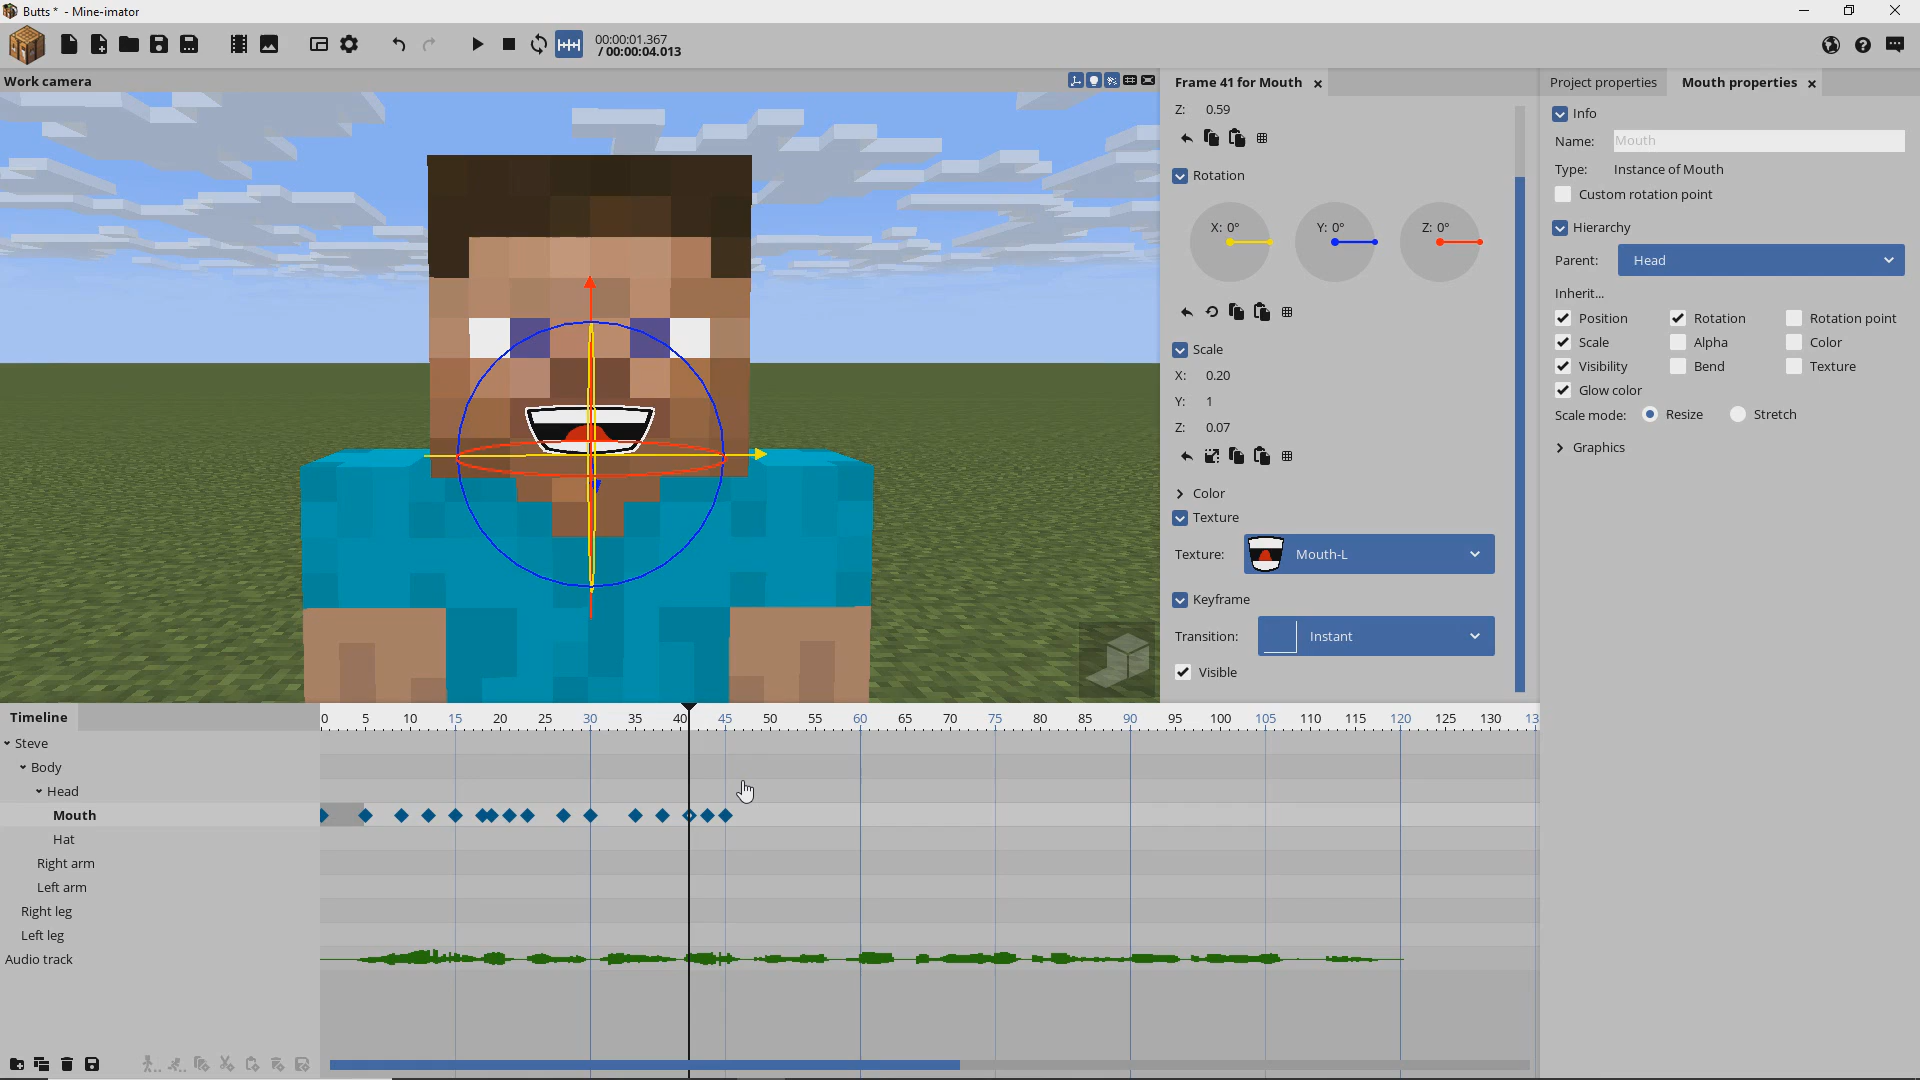 Butts * - Mine-imator
00:00:01.367
/ 00:00:04.013
Work camera
Frame 41 for Mouth
Z: 0.59
Rotation
X: 0° Y: 0° Z: 0°
Scale
X: 0.20
Y: 1
Z: 0.07
Color
Texture
Texture: Mouth-L
Keyframe
Transition: Instant
Visible
Project properties Mouth properties
Info
Name: Mouth
Type: Instance of Mouth
Custom rotation point
Hierarchy
Parent: Head
Inherit...
Position Rotation Rotation point
Scale Alpha Color
Visibility Bend Texture
Glow color
Scale mode: Resize Stretch
Graphics
Timeline
0 5 10 15 20 25 30 35 40 45 50 55 60 65 70 75 80 85 90 95 100 105 110 115 120 125 130 13
Steve
Body
Head
Mouth
Hat
Right arm
Left arm
Right leg
Left leg
Audio track